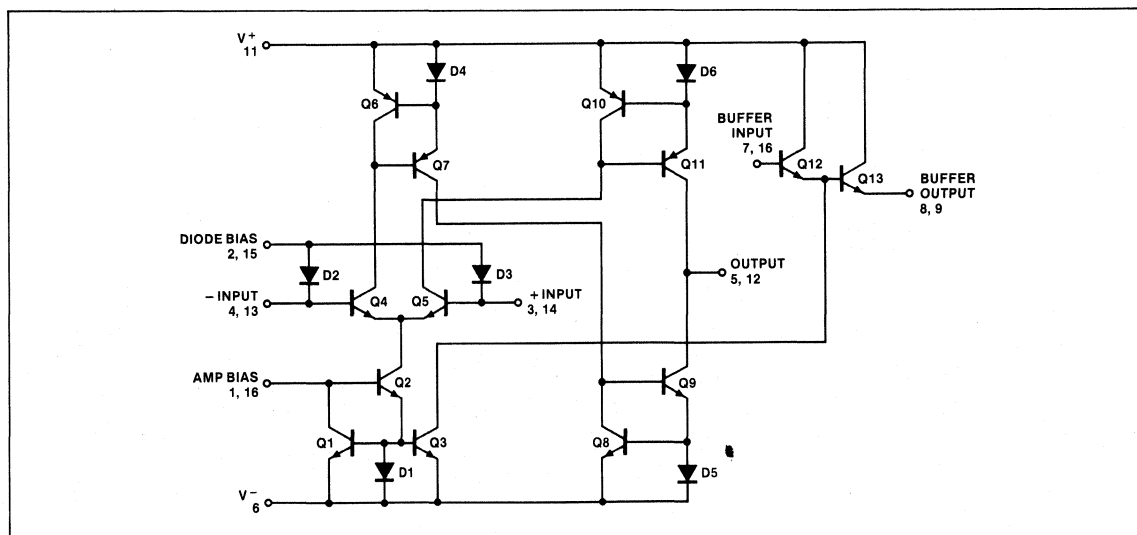 V+
11
D4
D6
Q6
Q10
BUFFER
INPUT
7, 16
Q7
Q11
Q12
Q13
BUFFER
OUTPUT
8, 9
DIODE BIAS
2, 15
D2
D3
OUTPUT
5, 12
– INPUT
4, 13
Q4
Q5
+ INPUT
3, 14
AMP BIAS
1, 16
Q2
Q9
Q1
Q3
Q8
D1
D5
V–
6